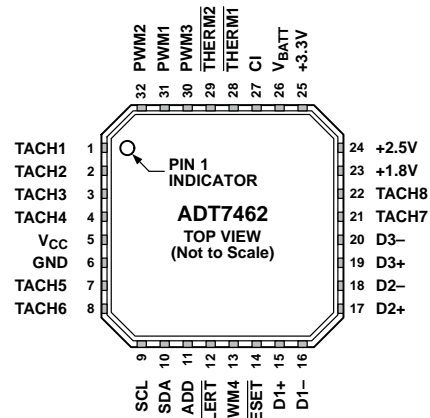 32 PWM2
31 PWM1
30 PWM3
29 THERM2
28 THERM1
27 CI
26 VBATT
25 +3.3V
TACH1 1
TACH2 2
TACH3 3
TACH4 4
VCC 5
GND 6
TACH5 7
TACH6 8
PIN 1
INDICATOR
ADT7462
TOP VIEW
(Not to Scale)
24 +2.5V
23 +1.8V
22 TACH8
21 TACH7
20 D3–
19 D3+
18 D2–
17 D2+
SCL 9
SDA 10
ADD 11
LERT 12
WM4 13
ESET 14
D1+ 15
D1– 16